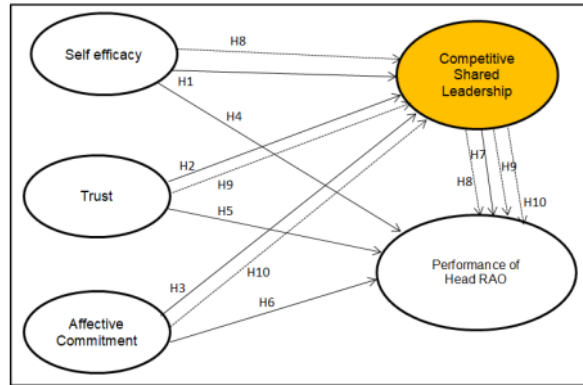 Self efficacy
H8
Competitive
Shared
Leadership
H1
H4
H2
H9
Trust
H5
H7
H8
H9
H10
H3
H10
H6
Performance of
Head RAO
Affective
Commitment